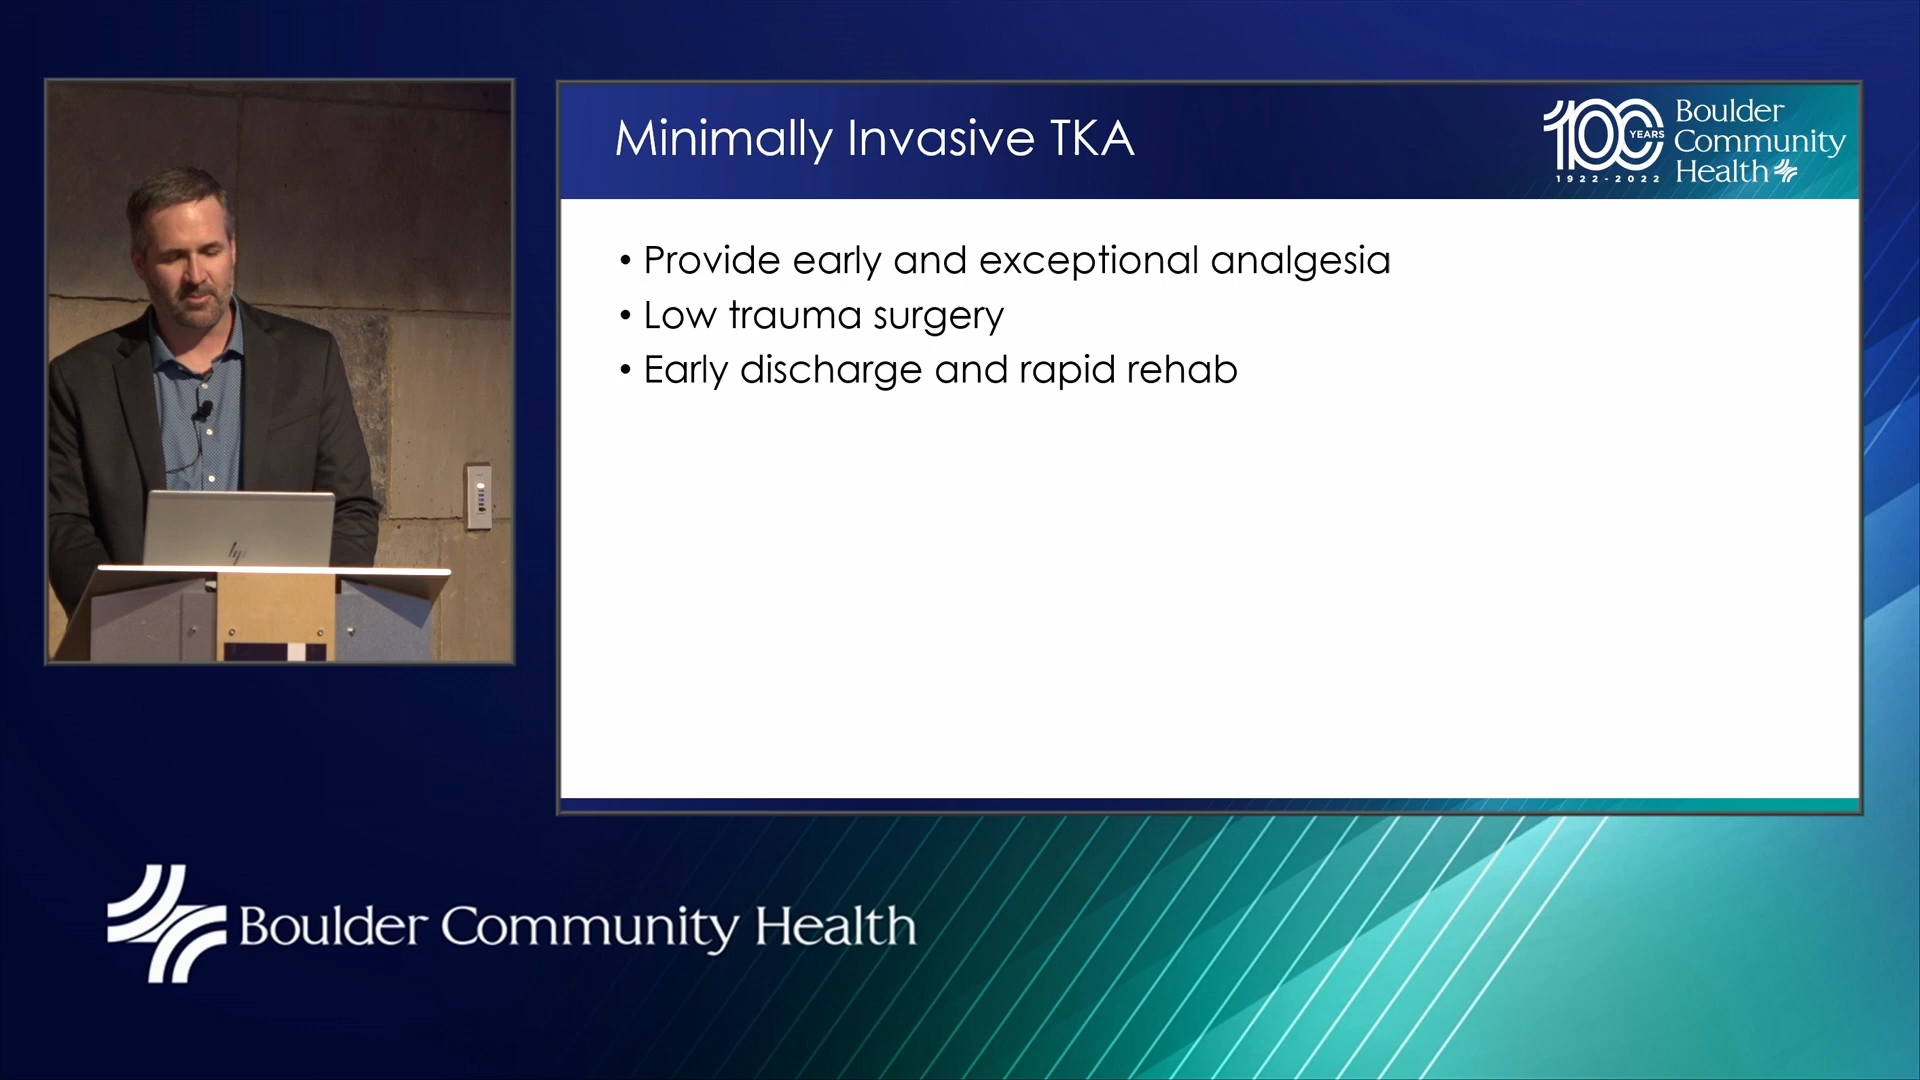 Minimally Invasive TKA
100 YEARS
1922-2022
Boulder
Community
Health
• Provide early and exceptional analgesia
• Low trauma surgery
• Early discharge and rapid rehab
hp
Boulder Community Health